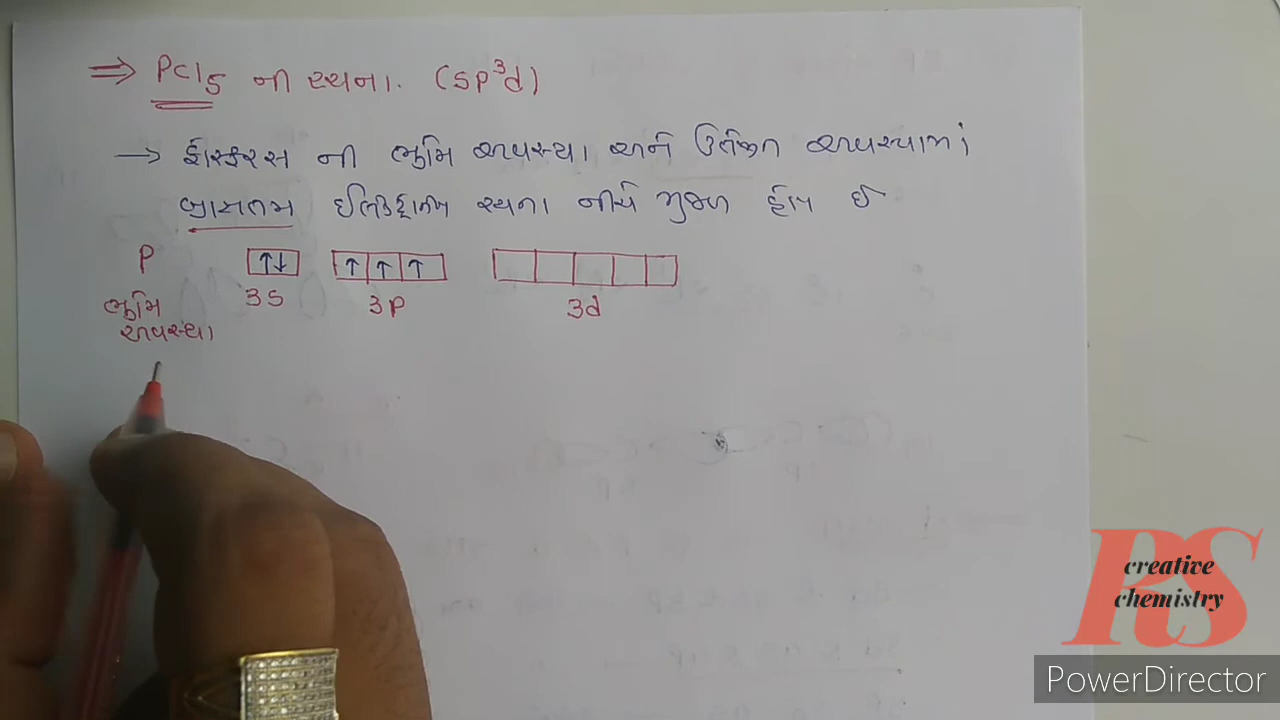 ⇒ PCl5 ની રચના. (SP³d)
→ ફોસ્ફરસ ની ભુમિ અવસ્થા અને ઉત્તેજીત અવસ્થામાં
બાહ્યતમ ઈલેક્ટ્રોનીય રચના નીચે મુજબ હોય છે
P ↑↓ ↑ ↑ ↑
3S 3P 3d
ભુમિ
અવસ્થા
RS
creative
chemistry
PowerDirector